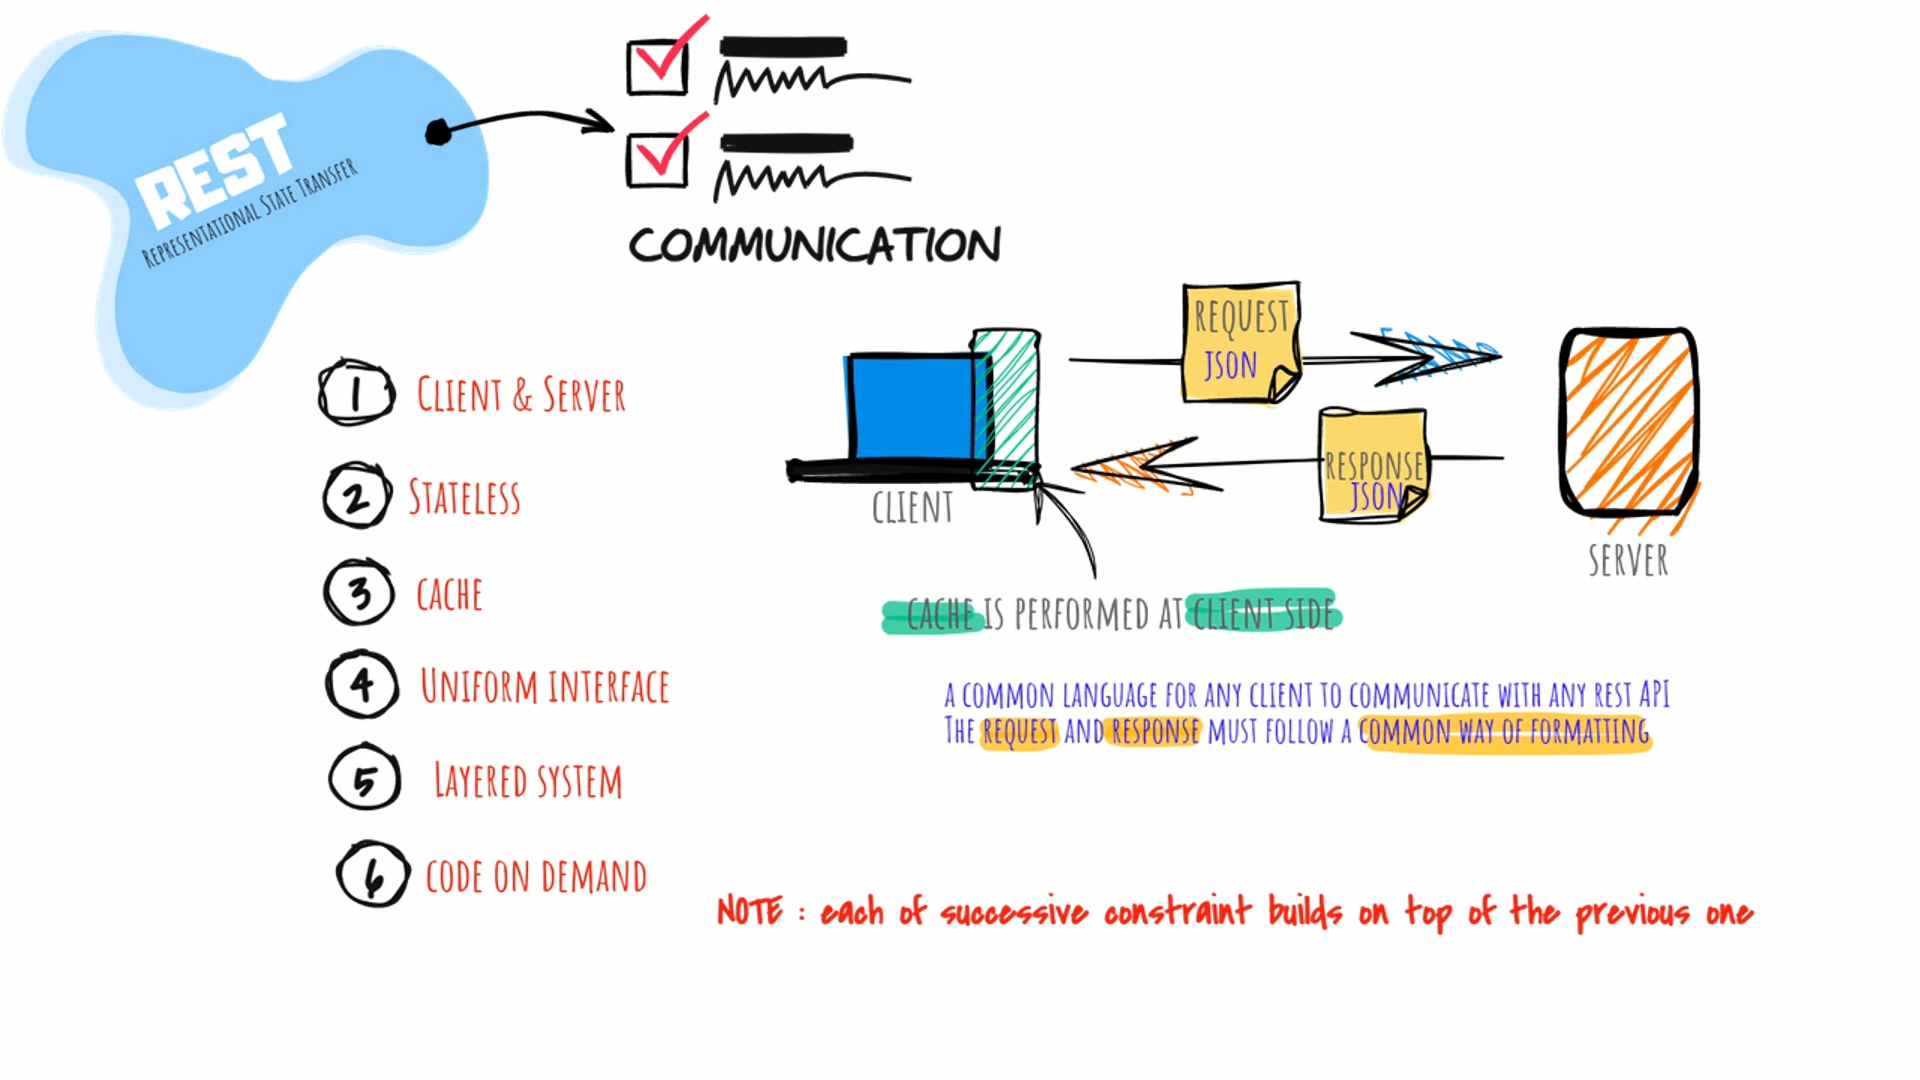 REST
Representational State Transfer
COMMUNICATION
1 Client & Server
2 Stateless
3 cache
4 Uniform interface
5 Layered system
6 code on demand
REQUEST
JSON
RESPONSE
JSON
CLIENT
SERVER
CACHE IS PERFORMED AT CLIENT SIDE
A COMMON LANGUAGE FOR ANY CLIENT TO COMMUNICATE WITH ANY REST API
The REQUEST AND RESPONSE MUST FOLLOW A COMMON WAY OF FORMATTING
NOTE : each of successive constraint builds on top of the previous one